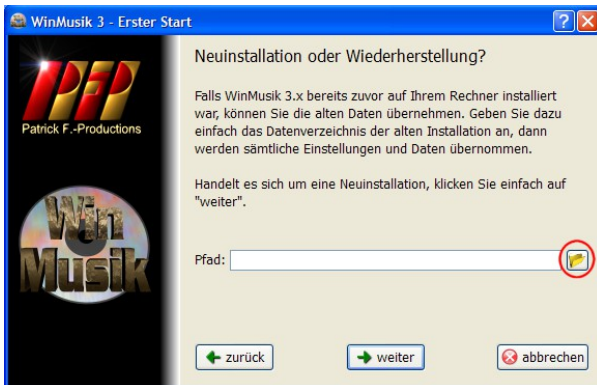 WinMusik 3 - Erster Start
PFP
Patrick F.-Productions
Win
Musik
Neuinstallation oder Wiederherstellung?
Falls WinMusik 3.x bereits zuvor auf Ihrem Rechner installiert
war, können Sie die alten Daten übernehmen. Geben Sie dazu
einfach das Datenverzeichnis der alten Installation an, dann
werden sämtliche Einstellungen und Daten übernommen.
Handelt es sich um eine Neuinstallation, klicken Sie einfach auf
"weiter".
Pfad:
zurück
weiter
abbrechen